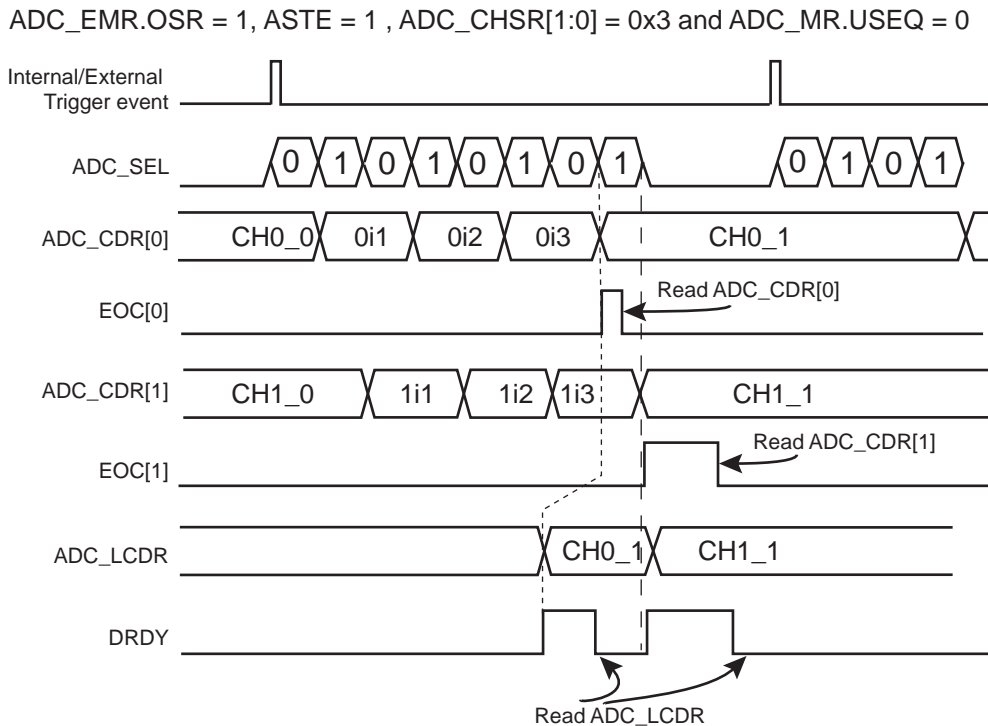 ADC_EMR.OSR = 1, ASTE = 1 , ADC_CHSR[1:0] = 0x3 and ADC_MR.USEQ = 0
Internal/External
Trigger event
ADC_SEL 0 1 0 1 0 1 0 1 0 1 0 1
ADC_CDR[0] CH0_0 0i1 0i2 0i3 CH0_1
EOC[0] Read ADC_CDR[0]
ADC_CDR[1] CH1_0 1i1 1i2 1i3 CH1_1
EOC[1] Read ADC_CDR[1]
ADC_LCDR CH0_1 CH1_1
DRDY
Read ADC_LCDR